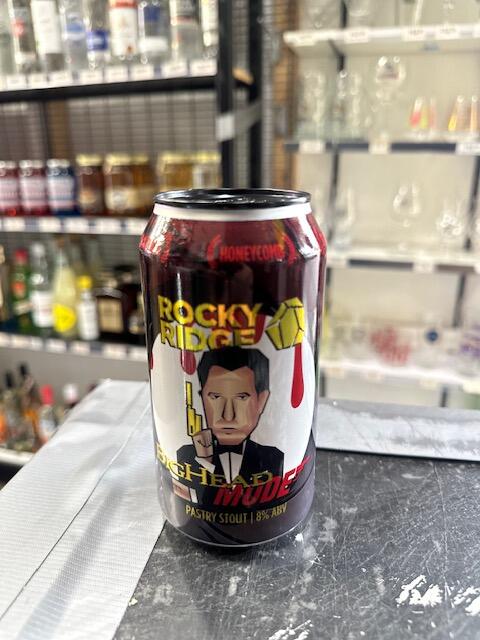 HONEYCOMB
ROCKY
RIDGE
BIGHEAD
MODE
PASTRY STOUT | 8% ABV